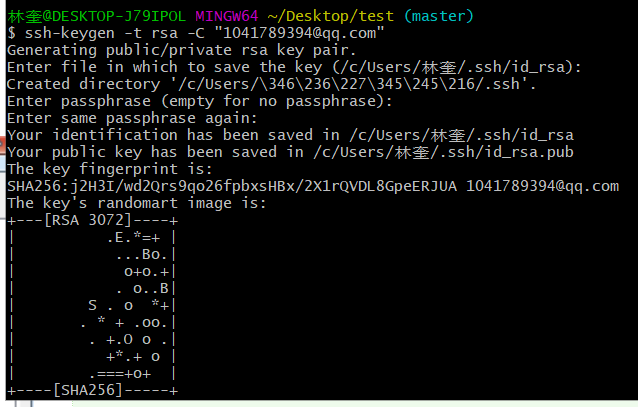 林奎@DESKTOP-J79IPOL MINGW64 ~/Desktop/test (master)
$ ssh-keygen -t rsa -C "1041789394@qq.com"
Generating public/private rsa key pair.
Enter file in which to save the key (/c/Users/林奎/.ssh/id_rsa):
Created directory '/c/Users/\346\236\227\345\245\216/.ssh'.
Enter passphrase (empty for no passphrase):
Enter same passphrase again:
Your identification has been saved in /c/Users/林奎/.ssh/id_rsa
Your public key has been saved in /c/Users/林奎/.ssh/id_rsa.pub
The key fingerprint is:
SHA256:j2H3I/wd2Qrs9qo26fpbxsHBx/2X1rQVDL8GpeERJUA 1041789394@qq.com
The key's randomart image is:
+---[RSA 3072]----+
|          .E.*=+ |
|           ...Bo.|
|            o+o.+|
|           . o..B|
|        S . o  *+|
|       . * + .oo.|
|        . +.O o .|
|          +*.+ o |
|        .===+o+  |
+----[SHA256]-----+